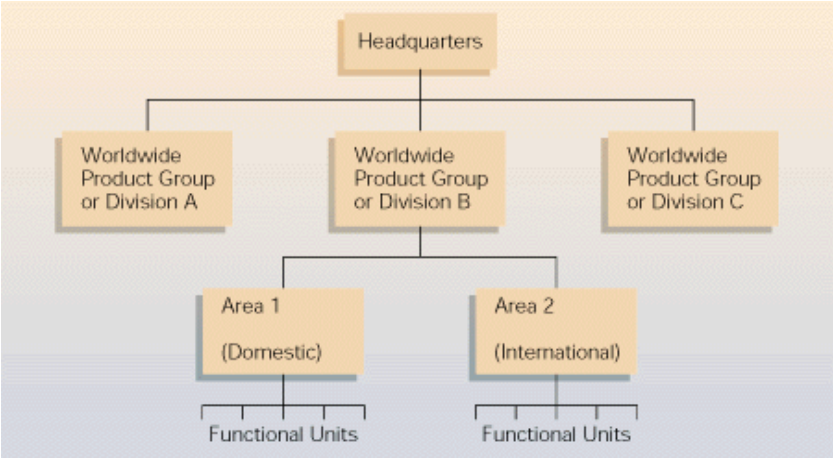 Headquarters
Worldwide
Product Group
or Division A
Worldwide
Product Group
or Division B
Worldwide
Product Group
or Division C
Area 1
(Domestic)
Area 2
(International)
Functional Units
Functional Units